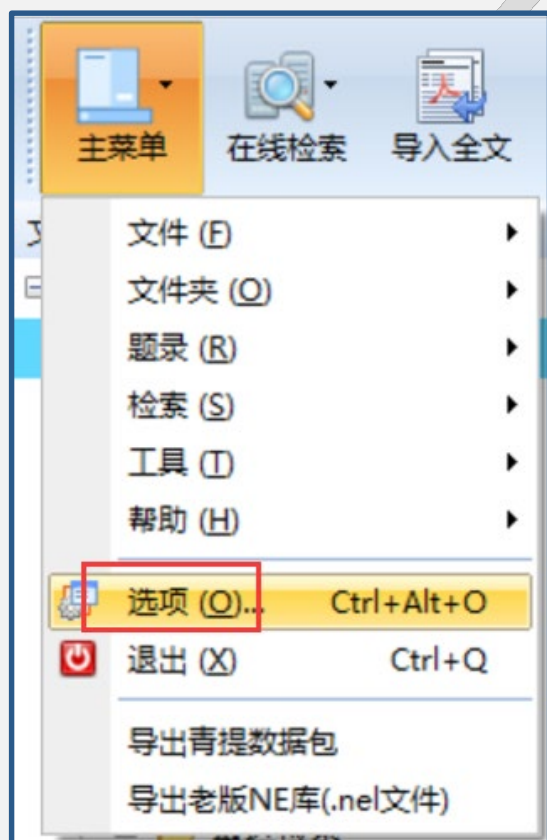 主菜单 在线检索 导入全文
文件 (F)
文件夹 (O)
题录 (R)
检索 (S)
工具 (T)
帮助 (H)
选项 (O)... Ctrl+Alt+O
退出 (X) Ctrl+Q
导出青提数据包
导出老版NE库(.nel文件)